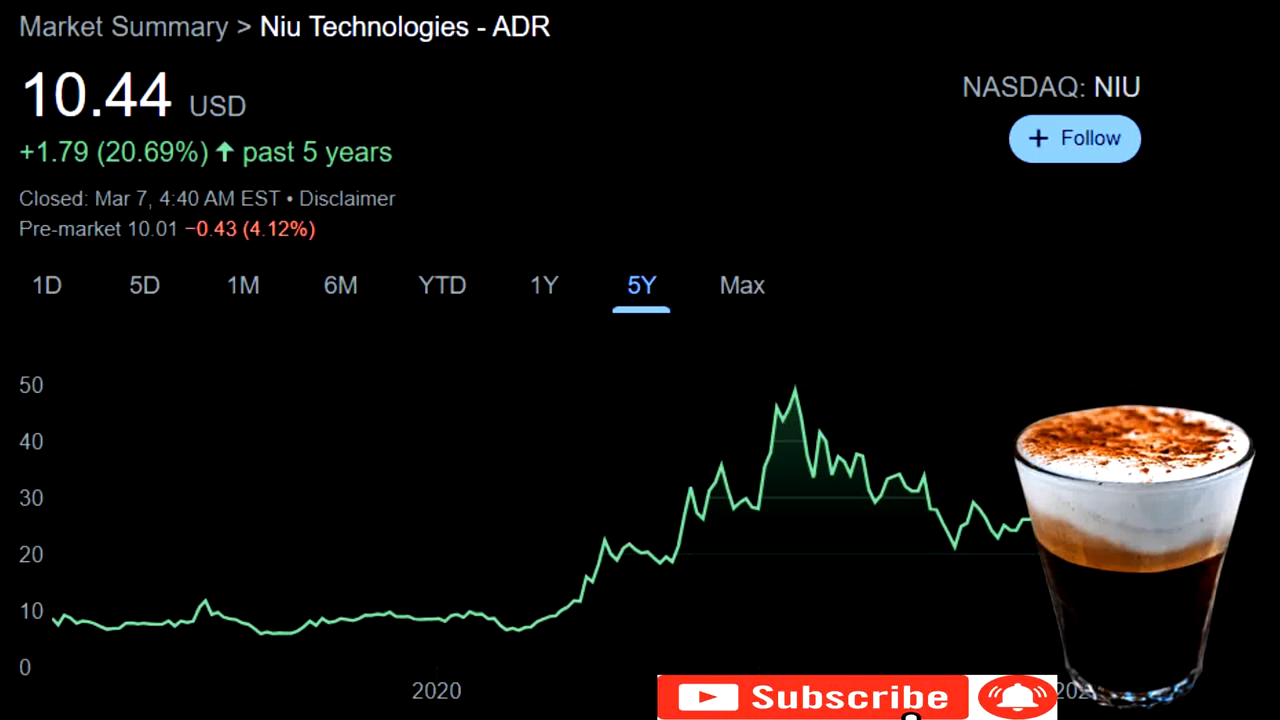 Market Summary > Niu Technologies - ADR
10.44 USD
NASDAQ: NIU
+ Follow
+1.79 (20.69%) ↑ past 5 years
Closed: Mar 7, 4:40 AM EST • Disclaimer
Pre-market 10.01 −0.43 (4.12%)
1D 5D 1M 6M YTD 1Y 5Y Max
50
40
30
20
10
0
2020
Subscribe